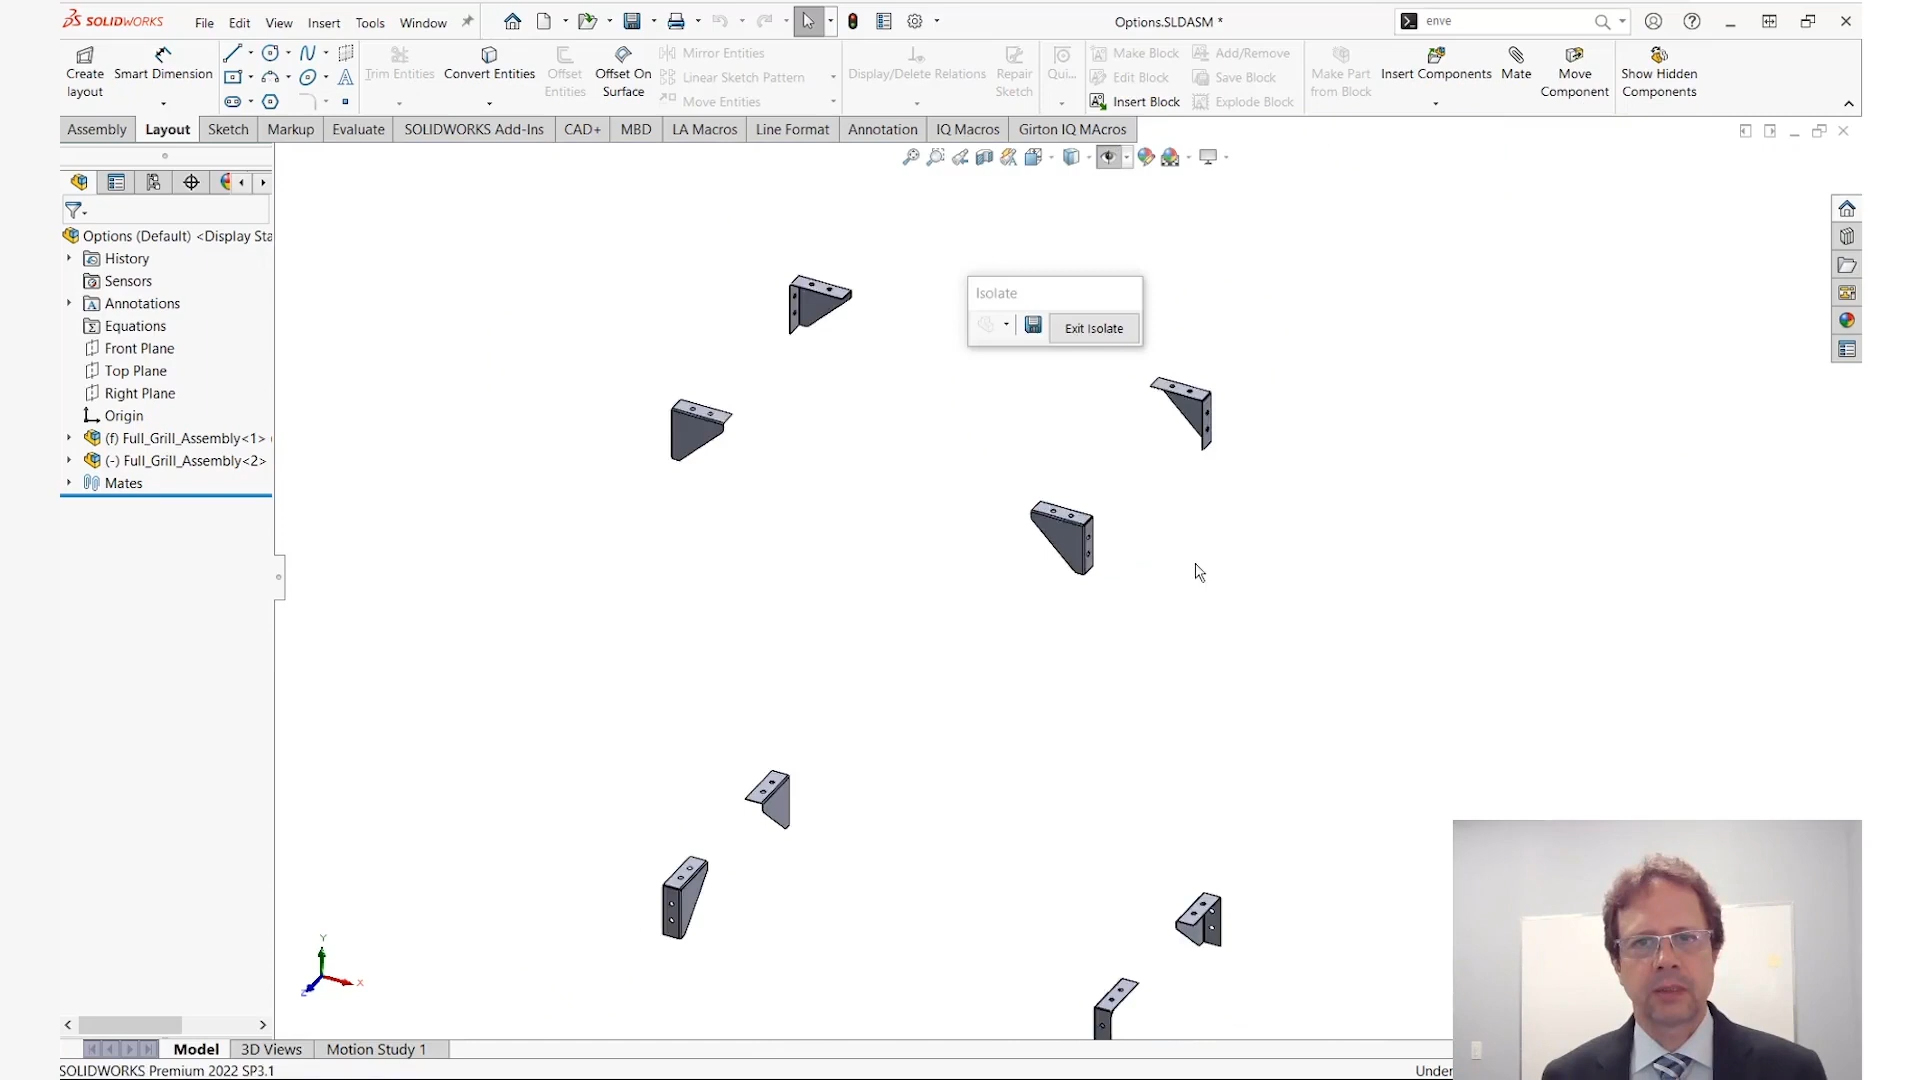 SOLIDWORKS File Edit View Insert Tools Window Options.SLDASM * enve
Create layout
Smart Dimension
Trim Entities
Convert Entities
Offset Entities
Offset On Surface
Mirror Entities
Linear Sketch Pattern
Move Entities
Display/Delete Relations
Repair Sketch
Qui...
Make Block
Edit Block
Insert Block
Add/Remove
Save Block
Explode Block
Make Part from Block
Insert Components
Mate
Move Component
Show Hidden Components
Assembly Layout Sketch Markup Evaluate SOLIDWORKS Add-Ins CAD+ MBD LA Macros Line Format Annotation IQ Macros Girton IQ MAcros
Options (Default) <Display Sta
History
Sensors
Annotations
Equations
Front Plane
Top Plane
Right Plane
Origin
(f) Full_Grill_Assembly<1> (
(-) Full_Grill_Assembly<2>
Mates
Isolate
Exit Isolate
Y
X
Z
Model 3D Views Motion Study 1
SOLIDWORKS Premium 2022 SP3.1 Under